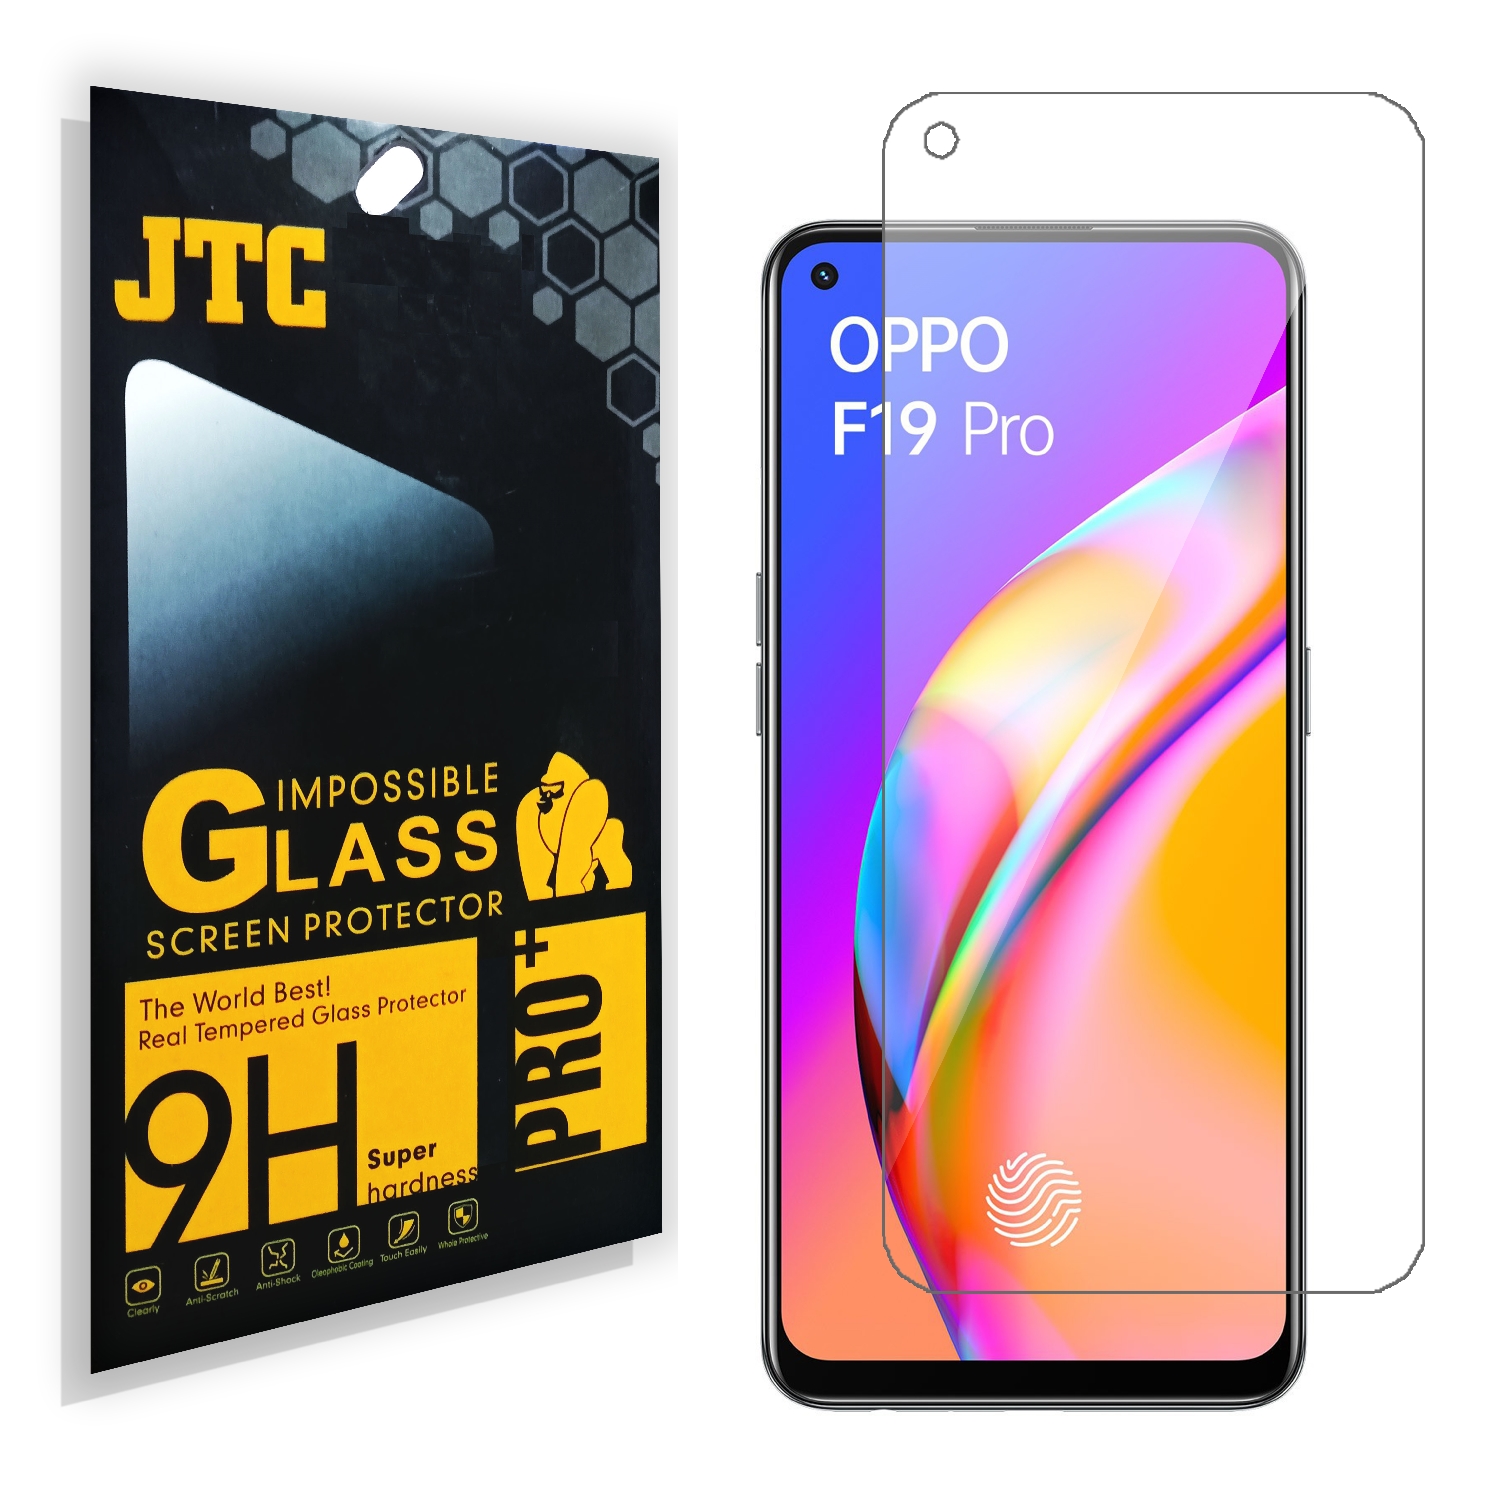 JTC
IMPOSSIBLE
GLASS
SCREEN PROTECTOR
The World Best!
Real Tempered Glass Protector
9H
Super
hardness
PRO+
Clearly
Anti-Scratch
Anti-Shock
Oleophobic Coating
Touch Easily
Whole Protective
OPPO
F19 Pro